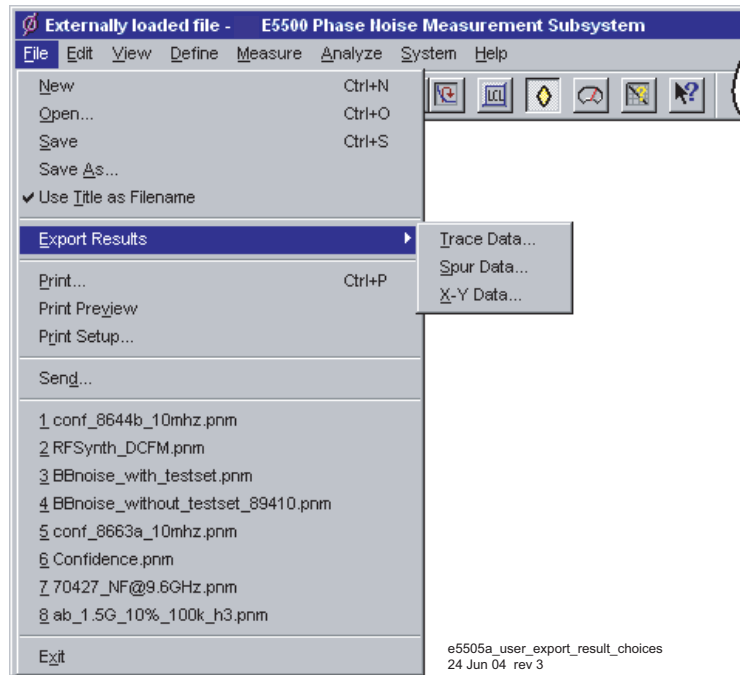 Externally loaded file - E5500 Phase Noise Measurement Subsystem
File Edit View Define Measure Analyze System Help
New Ctrl+N
Open... Ctrl+O
Save Ctrl+S
Save As...
Use Title as Filename
Export Results
Trace Data...
Spur Data...
X-Y Data...
Print... Ctrl+P
Print Preview
Print Setup...
Send...
1 conf_8644b_10mhz.pnm
2 RFSynth_DCFM.pnm
3 BBnoise_with_testset.pnm
4 BBnoise_without_testset_89410.pnm
5 conf_8663a_10mhz.pnm
6 Confidence.pnm
7 70427_NF@9.6GHz.pnm
8 ab_1.5G_10%_100k_h3.pnm
Exit
e5505a_user_export_result_choices
24 Jun 04 rev 3